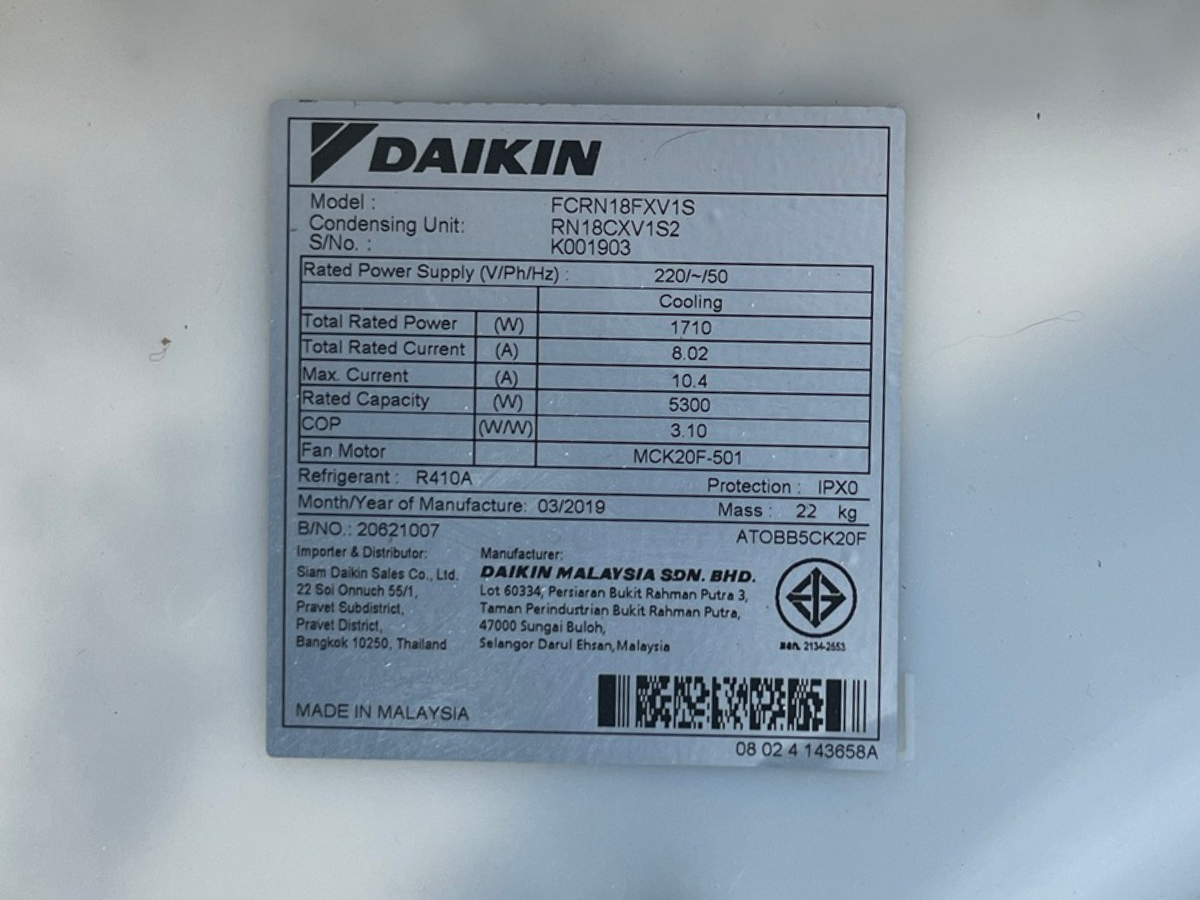 DAIKIN
Model : FCRN18FXV1S
Condensing Unit: RN18CXV1S2
S/No. : K001903
Rated Power Supply (V/Ph/Hz) : 220/~/50
Cooling
Total Rated Power (W) 1710
Total Rated Current (A) 8.02
Max. Current (A) 10.4
Rated Capacity (W) 5300
COP (W/W) 3.10
Fan Motor MCK20F-501
Refrigerant : R410A Protection : IPX0
Month/Year of Manufacture: 03/2019 Mass : 22 kg
B/NO.: 20621007 ATOBB5CK20F
Importer & Distributor:
Siam Daikin Sales Co., Ltd.
22 Soi Onnuch 55/1,
Pravet Subdistrict,
Pravet District,
Bangkok 10250, Thailand
Manufacturer:
DAIKIN MALAYSIA SDN. BHD.
Lot 60334, Persiaran Bukit Rahman Putra 3,
Taman Perindustrian Bukit Rahman Putra,
47000 Sungai Buloh,
Selangor Darul Ehsan, Malaysia
มอก. 2134-2553
MADE IN MALAYSIA
08 02 4 143658A